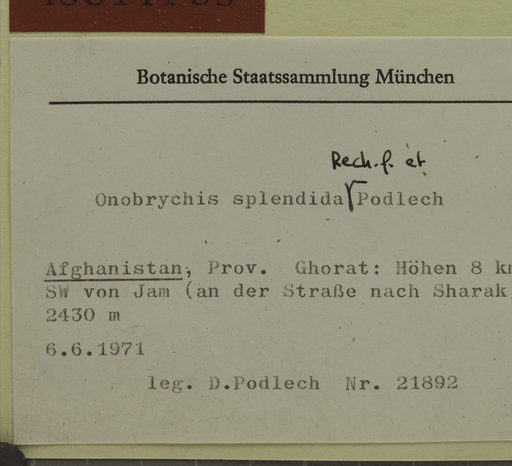 ISOTYPUS
Botanische Staatssammlung München
Rech.f. et
Onobrychis splendida Podlech
Afghanistan, Prov. Ghorat: Höhen 8 km
SW von Jam (an der Straße nach Sharak
2430 m
6.6.1971
leg. D.Podlech Nr. 21892